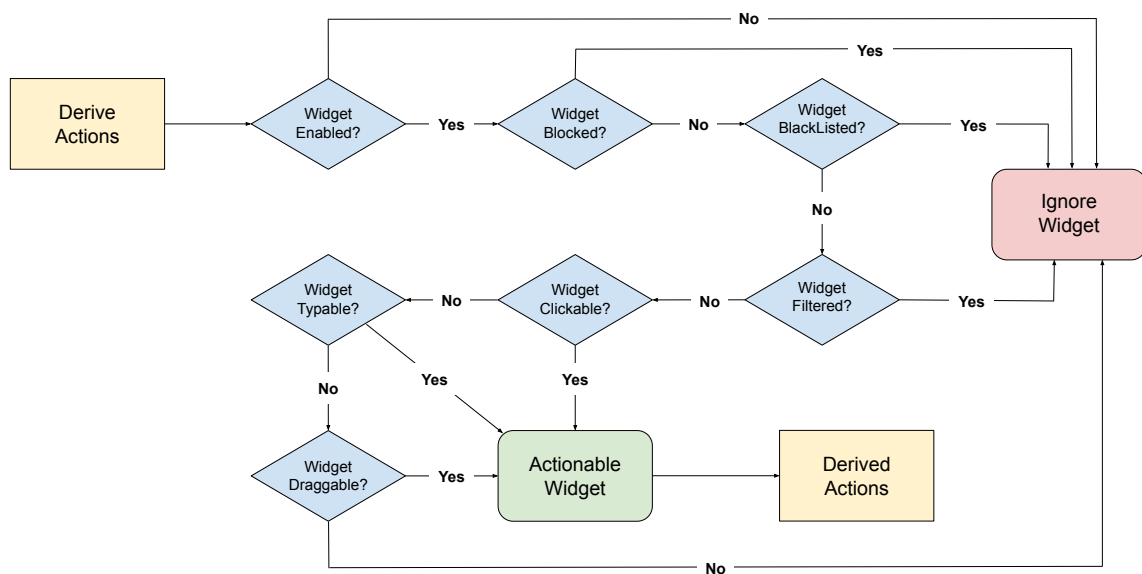 No
Yes
Derive
Actions
Widget
Enabled?
Yes
Widget
Blocked?
No
Widget
BlackListed?
Yes
Ignore
Widget
No
Widget
Typable?
No
Widget
Clickable?
No
Widget
Filtered?
Yes
No
Yes
Yes
Widget
Draggable?
Yes
Actionable
Widget
Derived
Actions
No